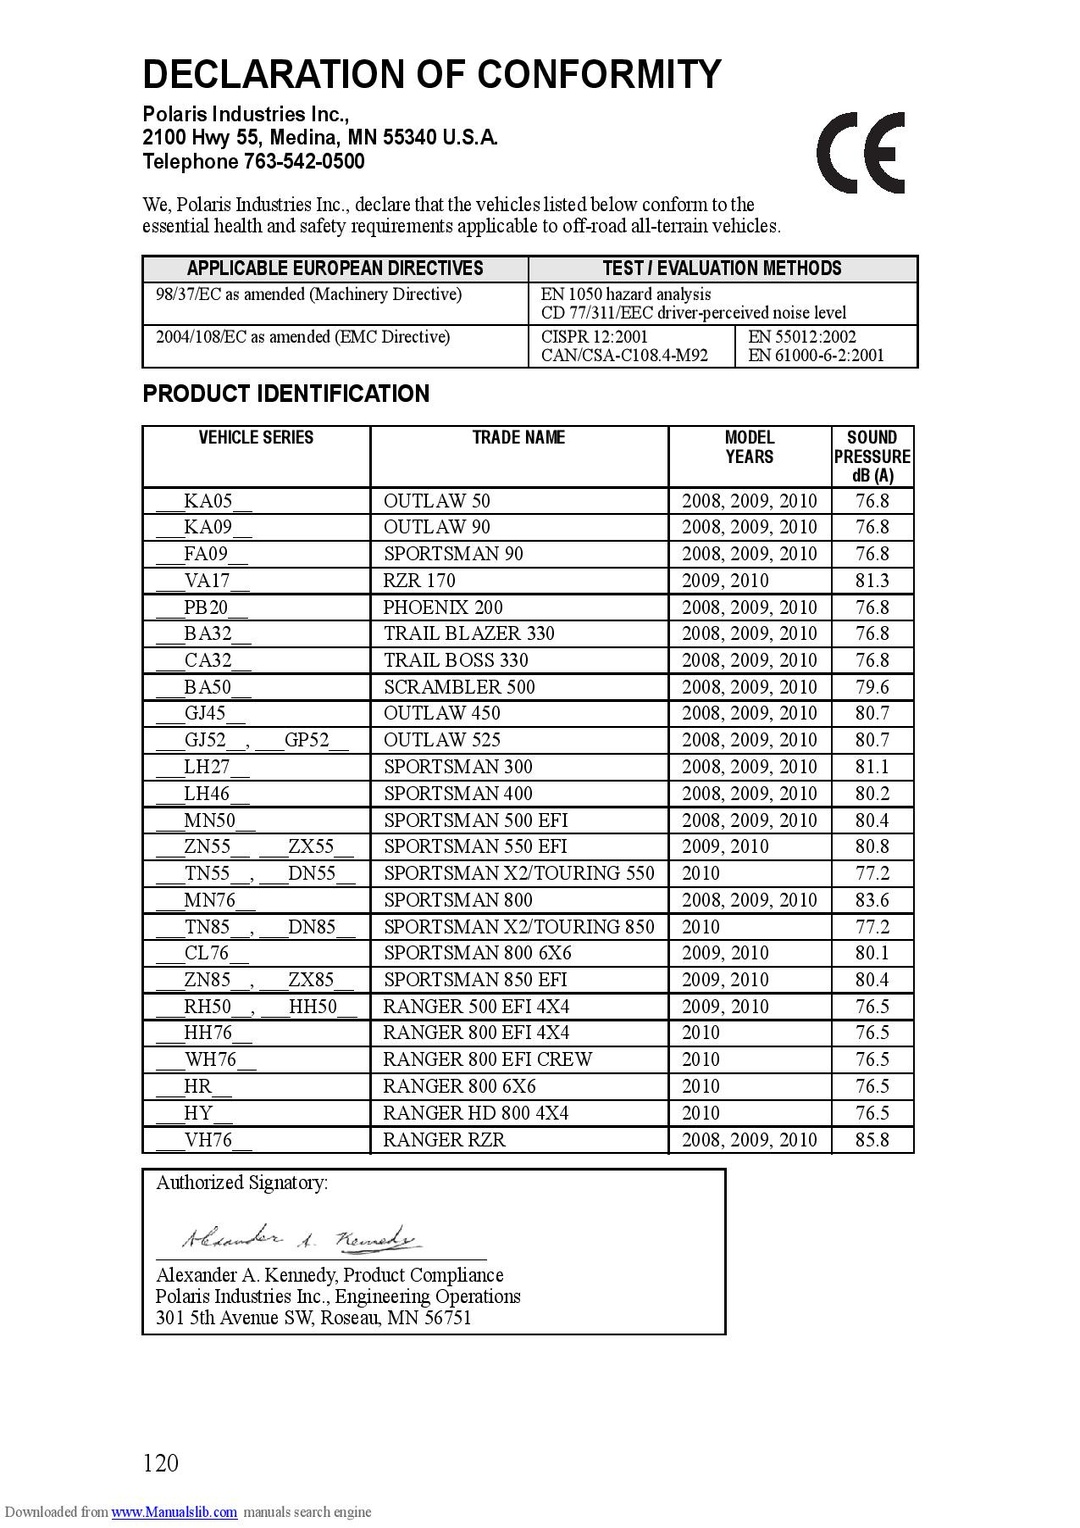 DECLARATION OF CONFORMITY
Polaris Industries Inc.,
2100 Hwy 55, Medina, MN 55340 U.S.A.
Telephone 763-542-0500
CE
We, Polaris Industries Inc., declare that the vehicles listed below conform to the
essential health and safety requirements applicable to off-road all-terrain vehicles.
APPLICABLE EUROPEAN DIRECTIVES TEST / EVALUATION METHODS
98/37/EC as amended (Machinery Directive) EN 1050 hazard analysis
CD 77/311/EEC driver-perceived noise level
2004/108/EC as amended (EMC Directive) CISPR 12:2001 EN 55012:2002
CAN/CSA-C108.4-M92 EN 61000-6-2:2001
PRODUCT IDENTIFICATION
VEHICLE SERIES TRADE NAME MODEL SOUND
YEARS PRESSURE
dB (A)
___KA05__ OUTLAW 50 2008, 2009, 2010 76.8
___KA09__ OUTLAW 90 2008, 2009, 2010 76.8
___FA09__ SPORTSMAN 90 2008, 2009, 2010 76.8
___VA17__ RZR 170 2009, 2010 81.3
___PB20__ PHOENIX 200 2008, 2009, 2010 76.8
___BA32__ TRAIL BLAZER 330 2008, 2009, 2010 76.8
___CA32__ TRAIL BOSS 330 2008, 2009, 2010 76.8
___BA50__ SCRAMBLER 500 2008, 2009, 2010 79.6
___GJ45__ OUTLAW 450 2008, 2009, 2010 80.7
___GJ52__, ___GP52__ OUTLAW 525 2008, 2009, 2010 80.7
___LH27__ SPORTSMAN 300 2008, 2009, 2010 81.1
___LH46__ SPORTSMAN 400 2008, 2009, 2010 80.2
___MN50__ SPORTSMAN 500 EFI 2008, 2009, 2010 80.4
___ZN55__ ___ZX55__ SPORTSMAN 550 EFI 2009, 2010 80.8
___TN55__, ___DN55__ SPORTSMAN X2/TOURING 550 2010 77.2
___MN76__ SPORTSMAN 800 2008, 2009, 2010 83.6
___TN85__, ___DN85__ SPORTSMAN X2/TOURING 850 2010 77.2
___CL76__ SPORTSMAN 800 6X6 2009, 2010 80.1
___ZN85__, ___ZX85__ SPORTSMAN 850 EFI 2009, 2010 80.4
___RH50__, ___HH50__ RANGER 500 EFI 4X4 2009, 2010 76.5
___HH76__ RANGER 800 EFI 4X4 2010 76.5
___WH76__ RANGER 800 EFI CREW 2010 76.5
___HR__ RANGER 800 6X6 2010 76.5
___HY__ RANGER HD 800 4X4 2010 76.5
___VH76__ RANGER RZR 2008, 2009, 2010 85.8
Authorized Signatory:
Alexander A. Kennedy
Alexander A. Kennedy, Product Compliance
Polaris Industries Inc., Engineering Operations
301 5th Avenue SW, Roseau, MN 56751
120
Downloaded from www.Manualslib.com manuals search engine